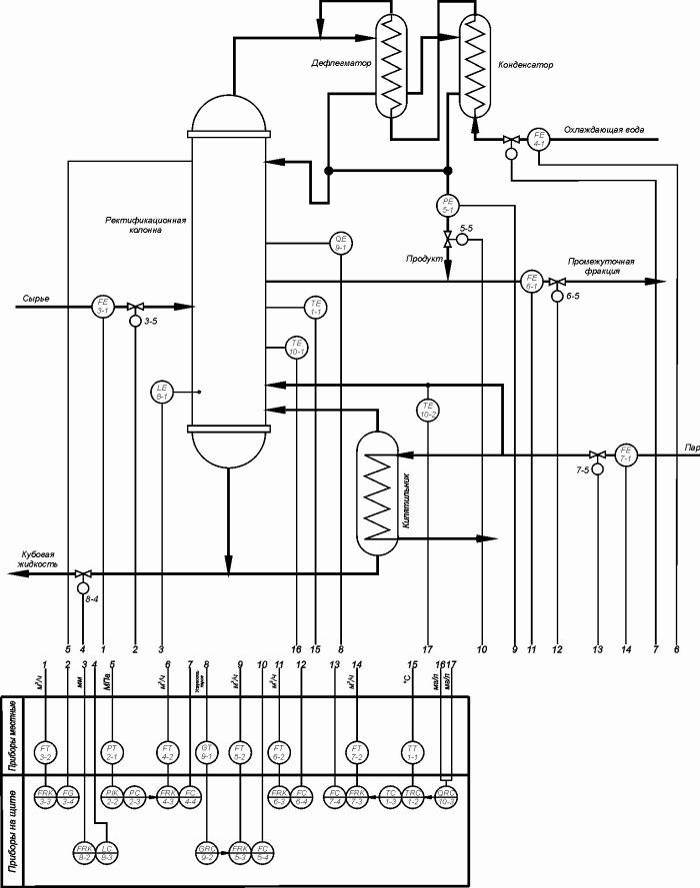 Дефлегматор
Конденсатор
FE
4-1
Охлаждающая вода
Ректификационная
колонна
PE
5-1
5-5
QE
9-1
Продукт
Промежуточная
фракция
FE
6-1
6-5
Сырье
FE
3-1
3-5
TE
1-1
TE
10-1
LE
8-1
TE
10-2
FE
7-1
7-5
Пар
Кипятильник
Кубовая
жидкость
8-4
5 4 1 2 3 16 15 8 17 10 9 11 12 13 14 7 6
1 2 3 4 5 6 7 8 9 10 11 12 13 14 15 16 17
м³/ч
мм
МПа
м³/ч
м³/ч
м³/ч
м³/ч
°С
мг/л
мг/л
Приборы местные
FT
3-2
PT
2-1
FT
4-2
GT
9-1
FT
5-2
FT
6-2
FT
7-2
TT
1-1
Приборы на щите
FRK
3-3
FG
3-4
PIK
2-2
PC
2-3
FRK
4-3
FC
4-4
FRK
6-3
FC
6-4
FC
7-4
FRK
7-3
TC
1-3
TRC
1-2
QRC
10-3
FRK
8-2
LC
8-3
GRC
9-2
FRK
5-3
FC
5-4